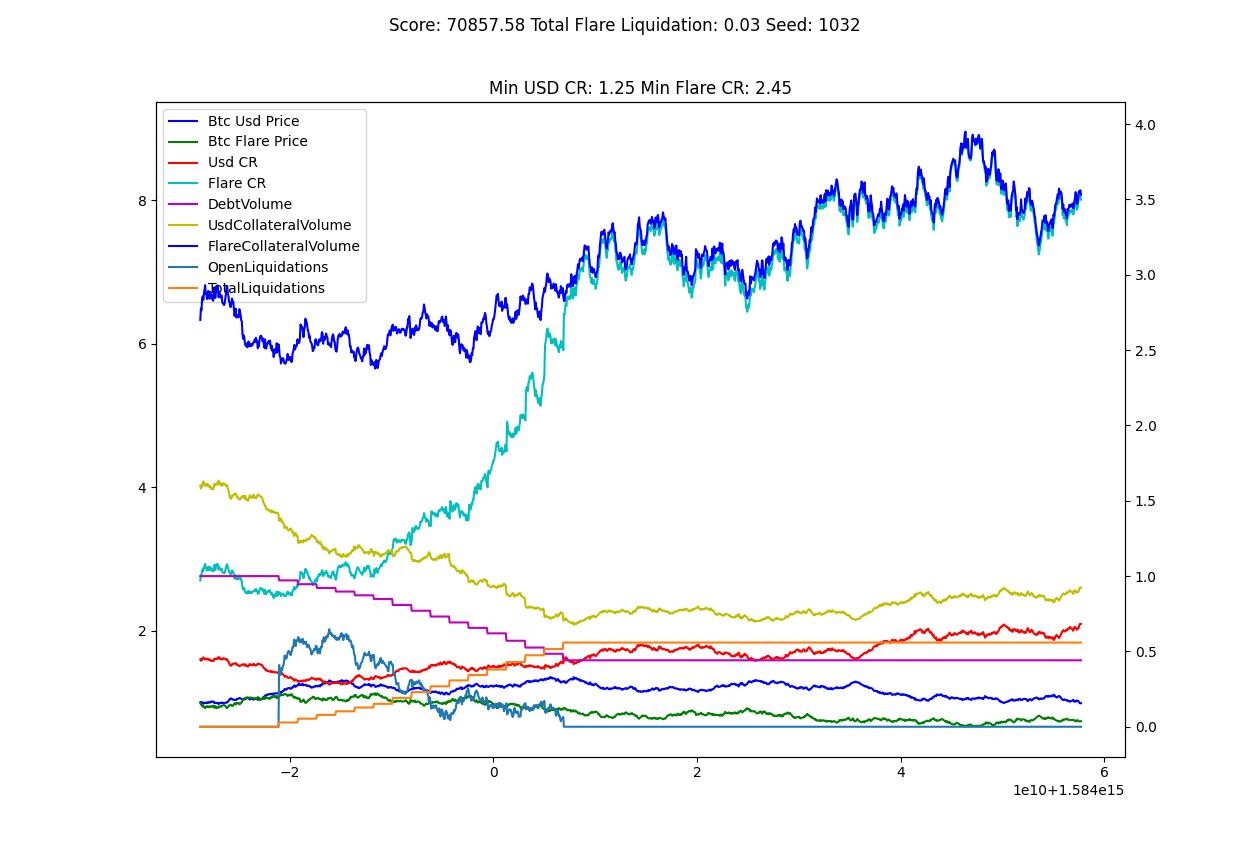 Score: 70857.58 Total Flare Liquidation: 0.03 Seed: 1032
Min USD CR: 1.25 Min Flare CR: 2.45
Btc Usd Price
Btc Flare Price
Usd CR
Flare CR
DebtVolume
UsdCollateralVolume
FlareCollateralVolume
OpenLiquidations
TotalLiquidations
8
6
4
2
4.0
3.5
3.0
2.5
2.0
1.5
1.0
0.5
0.0
−2 0 2 4 6
1e10+1.584e15